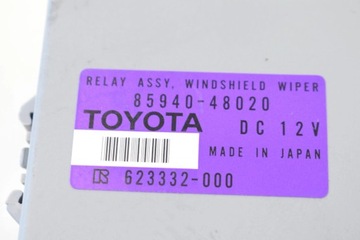 RELAY ASSY, WINDSHIELD WIPER
85940-48020
TOYOTA DC 12V
MADE IN JAPAN
623332-000